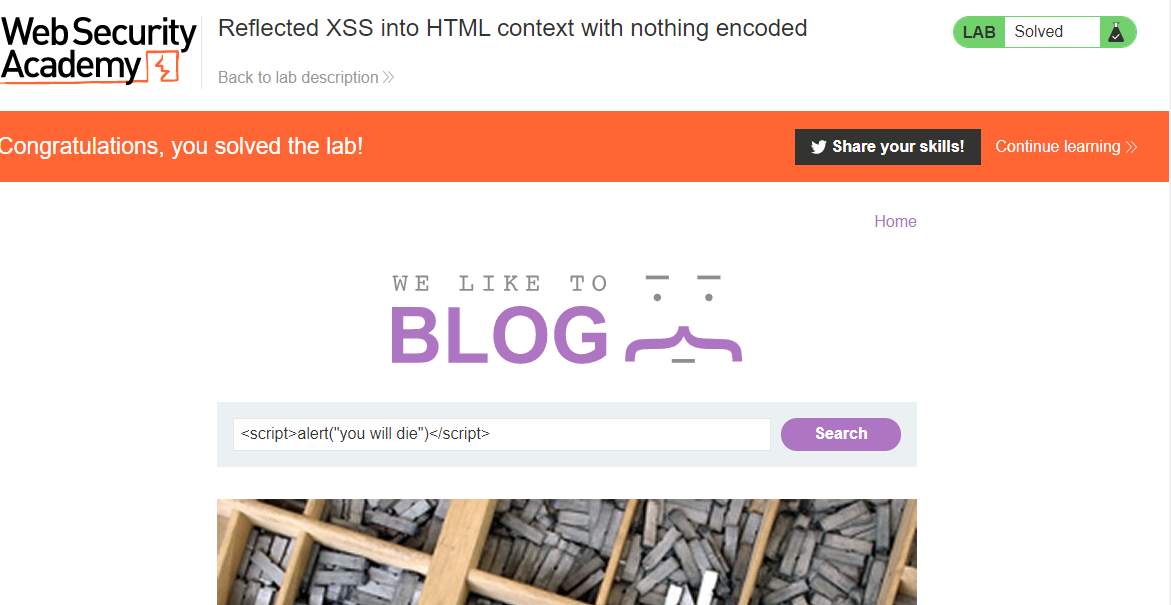 Web Security
Academy
Reflected XSS into HTML context with nothing encoded
LAB Solved
Back to lab description
Congratulations, you solved the lab!
Share your skills!
Continue learning
Home
WE LIKE TO
BLOG
<script>alert("you will die")</script>
Search